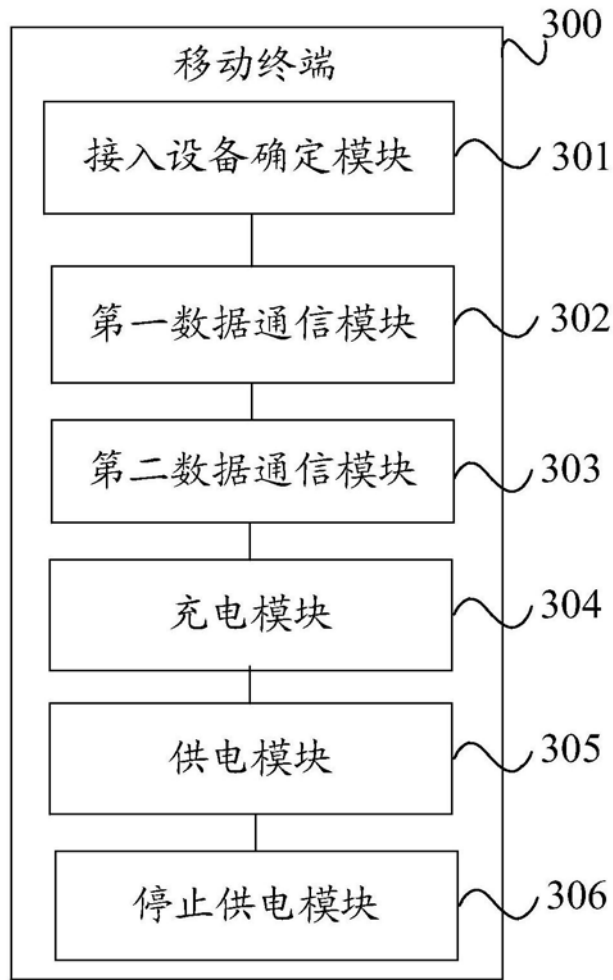 300
移动终端
接入设备确定模块
301
第一数据通信模块
302
第二数据通信模块
303
充电模块
304
供电模块
305
停止供电模块
306